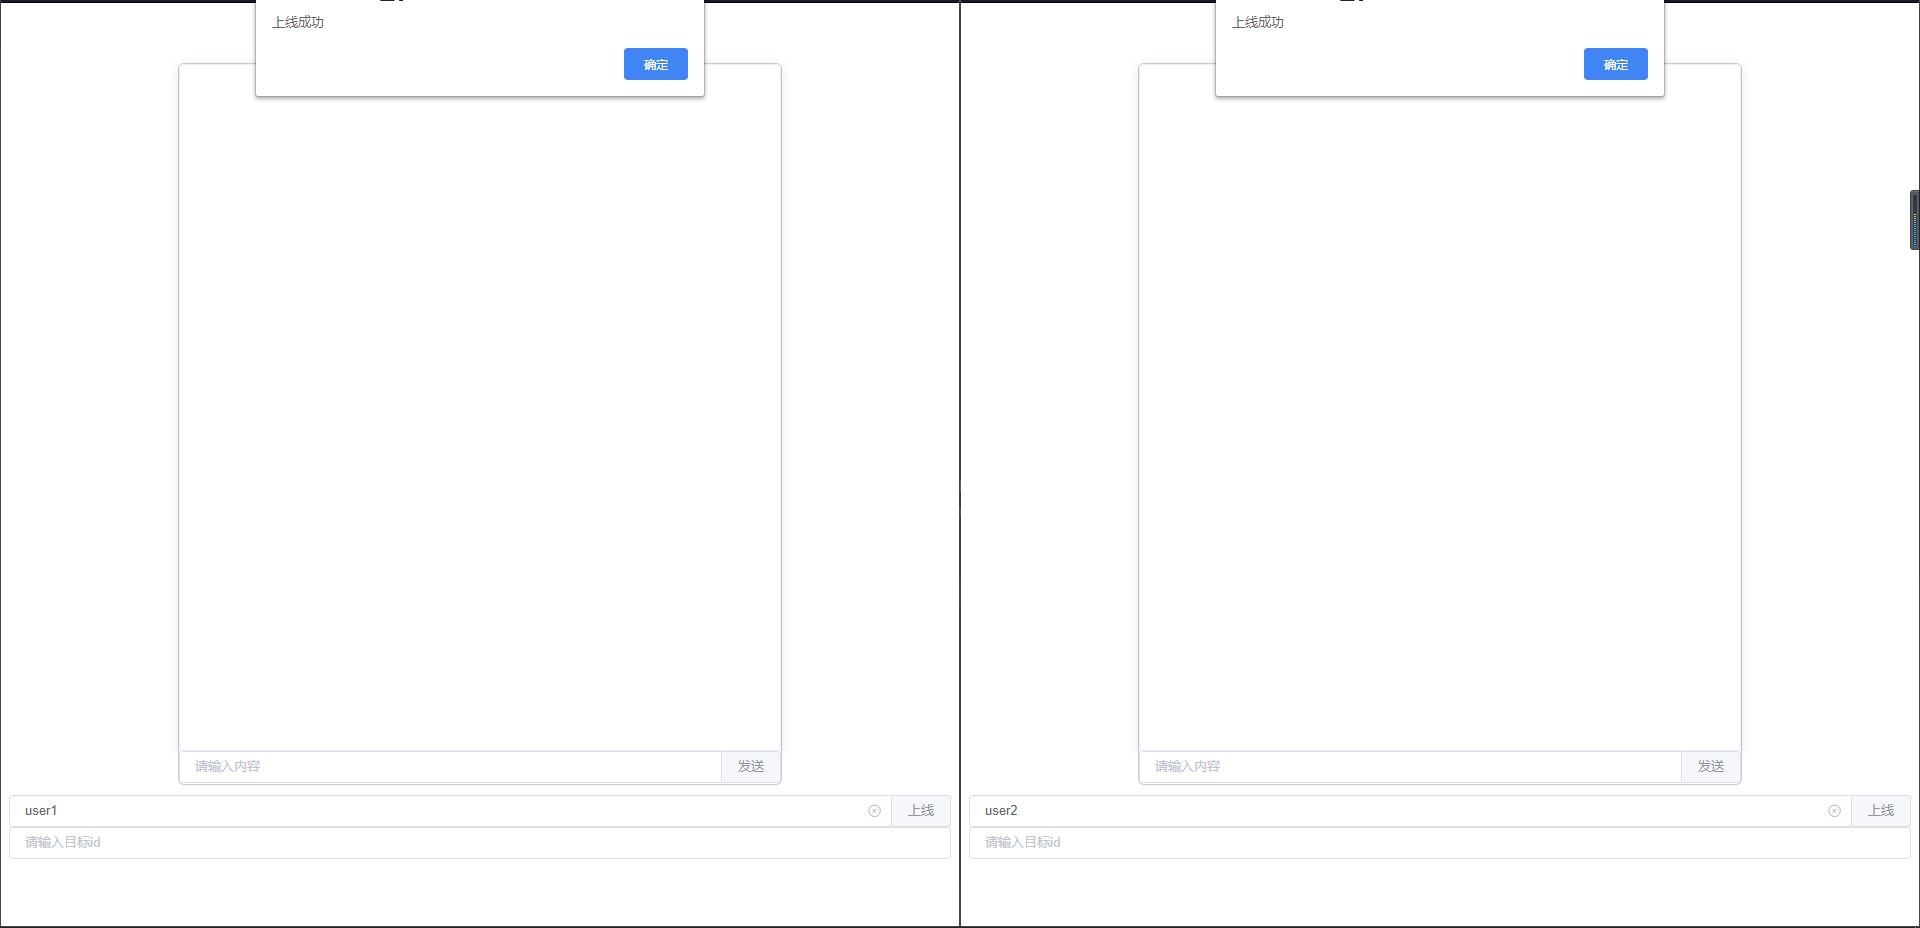 上线成功
确定
请输入内容
发送
user1
上线
请输入目标id
上线成功
确定
请输入内容
发送
user2
上线
请输入目标id